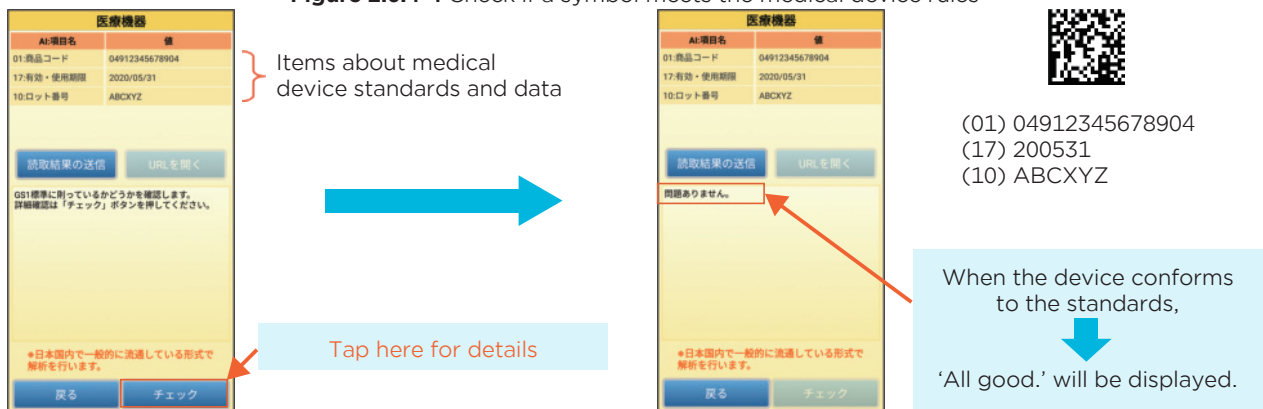 Check if a symbol meets the medical device rules
医療機器
AI:項目名 値
01:商品コード 04912345678904
17:有効・使用期限 2020/05/31
10:ロット番号 ABCXYZ
読取結果の送信 URLを開く
GS1標準に則っているかどうかを確認します。
詳細確認は「チェック」ボタンを押してください。
※日本国内で一般的に流通している形式で
解析を行います。
戻る チェック
Items about medical
device standards and data
Tap here for details
医療機器
AI:項目名 値
01:商品コード 04912345678904
17:有効・使用期限 2020/05/31
10:ロット番号 ABCXYZ
読取結果の送信 URLを開く
問題ありません。
※日本国内で一般的に流通している形式で
解析を行います。
戻る チェック
(01) 04912345678904
(17) 200531
(10) ABCXYZ
When the device conforms
to the standards,
‘All good.’ will be displayed.